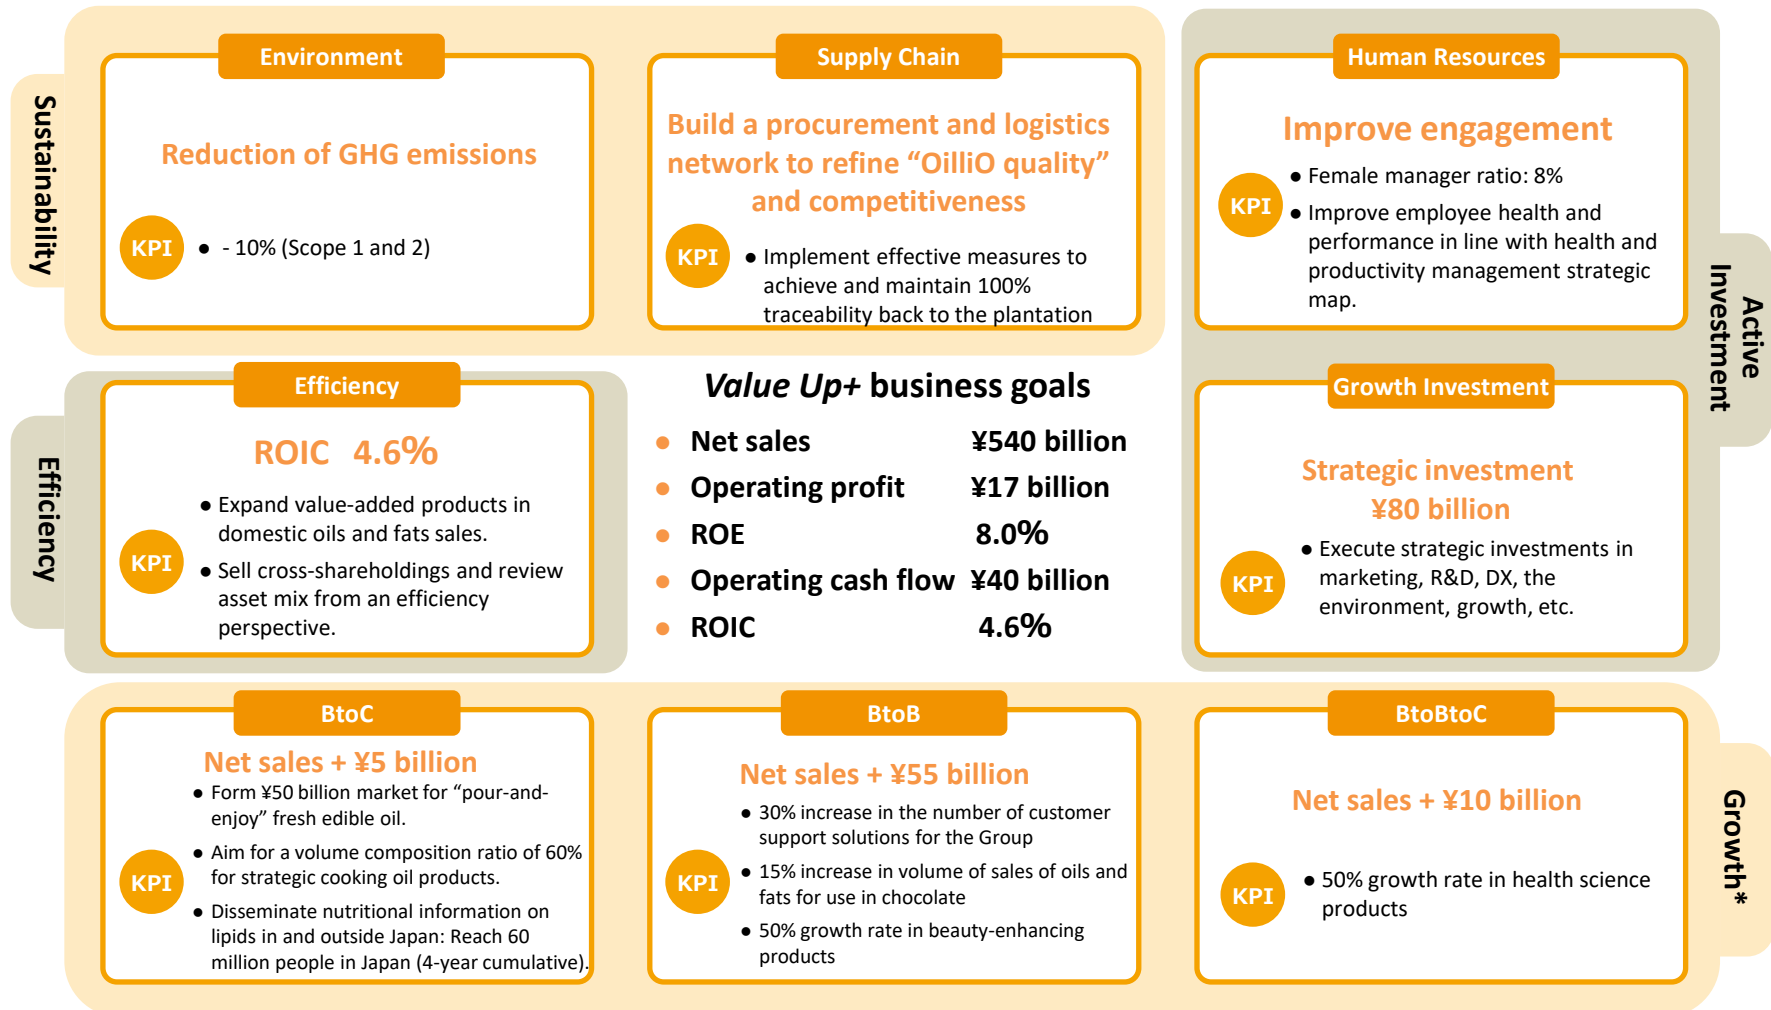 Sustainability
Environment
Reduction of GHG emissions
KPI
● - 10% (Scope 1 and 2)
Supply Chain
Build a procurement and logistics
network to refine “OilliO quality”
and competitiveness
KPI
● Implement effective measures to
achieve and maintain 100%
traceability back to the plantation
Active
Investment
Human Resources
Improve engagement
KPI
● Female manager ratio: 8%
● Improve employee health and
performance in line with health and
productivity management strategic
map.
Efficiency
Efficiency
ROIC 4.6%
KPI
● Expand value-added products in
domestic oils and fats sales.
● Sell cross-shareholdings and review
asset mix from an efficiency
perspective.
Value Up+ business goals
● Net sales ¥540 billion
● Operating profit ¥17 billion
● ROE 8.0%
● Operating cash flow ¥40 billion
● ROIC 4.6%
Growth Investment
Strategic investment
¥80 billion
KPI
● Execute strategic investments in
marketing, R&D, DX, the
environment, growth, etc.
BtoC
Net sales + ¥5 billion
KPI
● Form ¥50 billion market for “pour-and-
enjoy” fresh edible oil.
● Aim for a volume composition ratio of 60%
for strategic cooking oil products.
● Disseminate nutritional information on
lipids in and outside Japan: Reach 60
million people in Japan (4-year cumulative).
BtoB
Net sales + ¥55 billion
KPI
● 30% increase in the number of customer
support solutions for the Group
● 15% increase in volume of sales of oils and
fats for use in chocolate
● 50% growth rate in beauty-enhancing
products
BtoBtoC
Net sales + ¥10 billion
KPI
● 50% growth rate in health science
products
Growth*